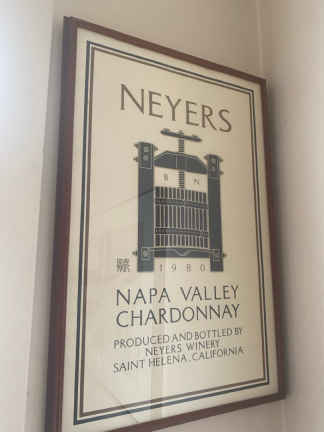 NEYERS
B N
1980
NAPA VALLEY
CHARDONNAY
PRODUCED AND BOTTLED BY
NEYERS WINERY
SAINT HELENA, CALIFORNIA